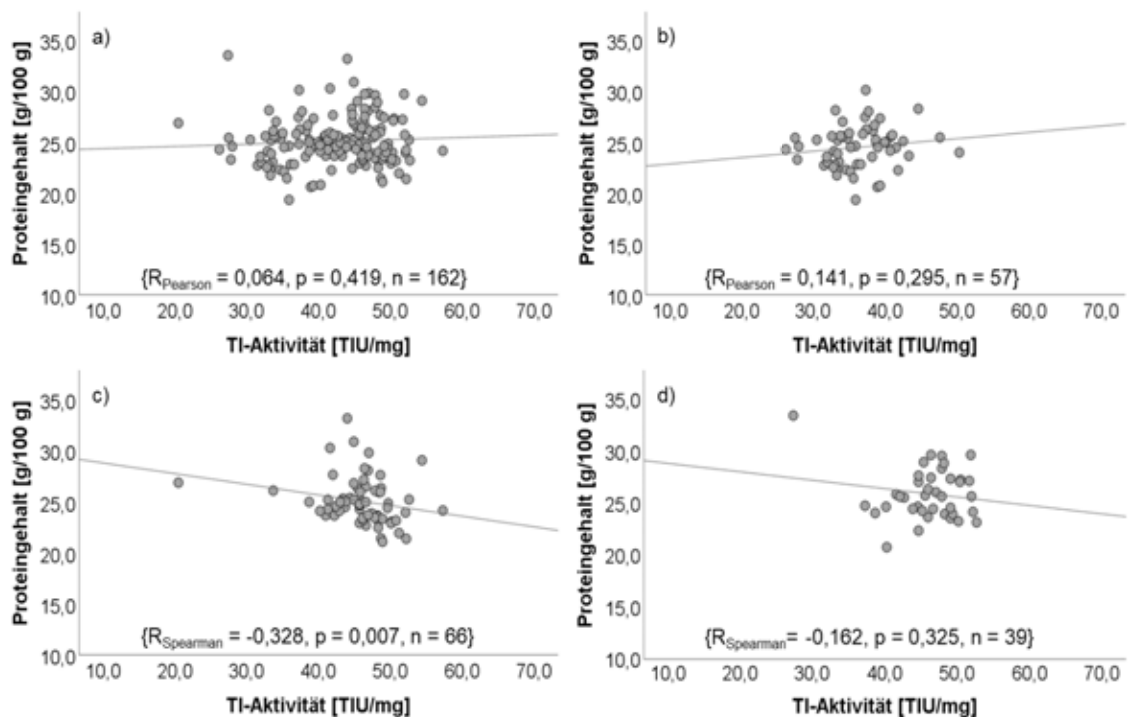 a)
Proteingehalt [g/100 g]
35,0
30,0
25,0
20,0
15,0
10,0
{R_Pearson = 0,064, p = 0,419, n = 162}
10,0 20,0 30,0 40,0 50,0 60,0 70,0
TI-Aktivität [TIU/mg]
b)
Proteingehalt [g/100 g]
35,0
30,0
25,0
20,0
15,0
10,0
{R_Pearson = 0,141, p = 0,295, n = 57}
10,0 20,0 30,0 40,0 50,0 60,0 70,0
TI-Aktivität [TIU/mg]
c)
Proteingehalt [g/100 g]
35,0
30,0
25,0
20,0
15,0
10,0
{R_Spearman = -0,328, p = 0,007, n = 66}
10,0 20,0 30,0 40,0 50,0 60,0 70,0
TI-Aktivität [TIU/mg]
d)
Proteingehalt [g/100 g]
35,0
30,0
25,0
20,0
15,0
10,0
{R_Spearman = -0,162, p = 0,325, n = 39}
10,0 20,0 30,0 40,0 50,0 60,0 70,0
TI-Aktivität [TIU/mg]